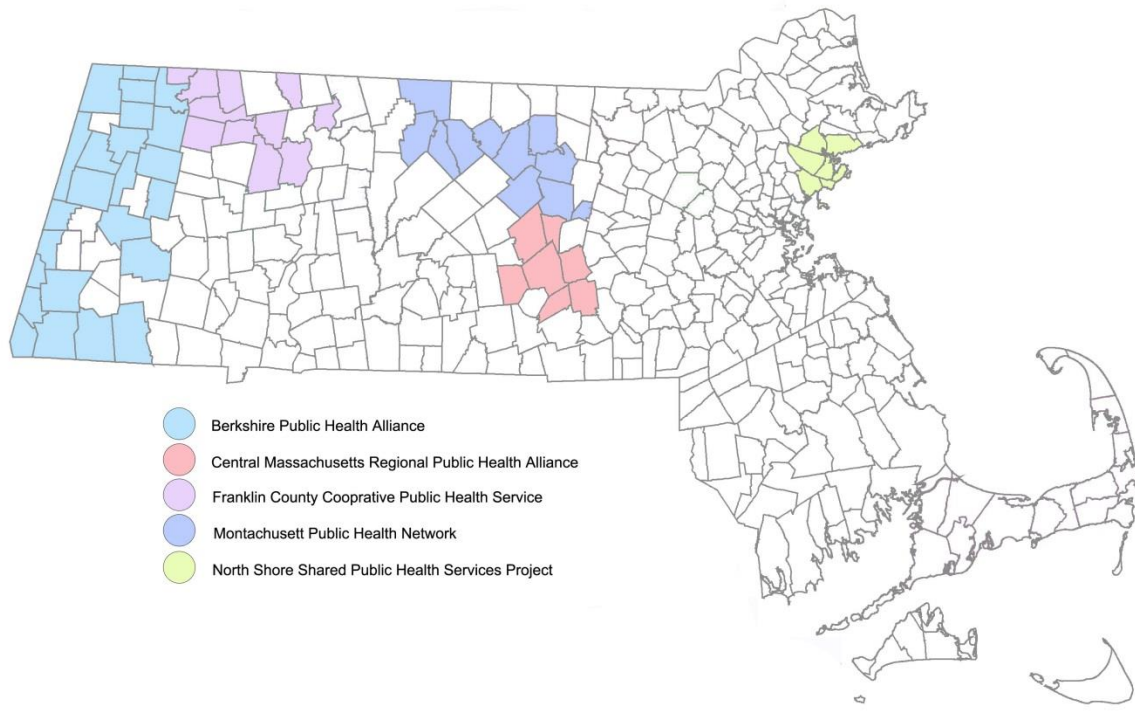 Berkshire Public Health Alliance
Central Massachusetts Regional Public Health Alliance
Franklin County Cooprative Public Health Service
Montachusett Public Health Network
North Shore Shared Public Health Services Project